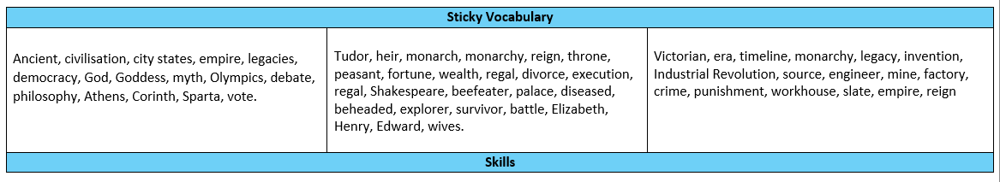 Sticky Vocabulary
Ancient, civilisation, city states, empire, legacies,
democracy, God, Goddess, myth, Olympics, debate,
philosophy, Athens, Corinth, Sparta, vote.
Tudor, heir, monarch, monarchy, reign, throne,
peasant, fortune, wealth, regal, divorce, execution,
regal, Shakespeare, beefeater, palace, diseased,
beheaded, explorer, survivor, battle, Elizabeth,
Henry, Edward, wives.
Victorian, era, timeline, monarchy, legacy, invention,
Industrial Revolution, source, engineer, mine, factory,
crime, punishment, workhouse, slate, empire, reign
Skills